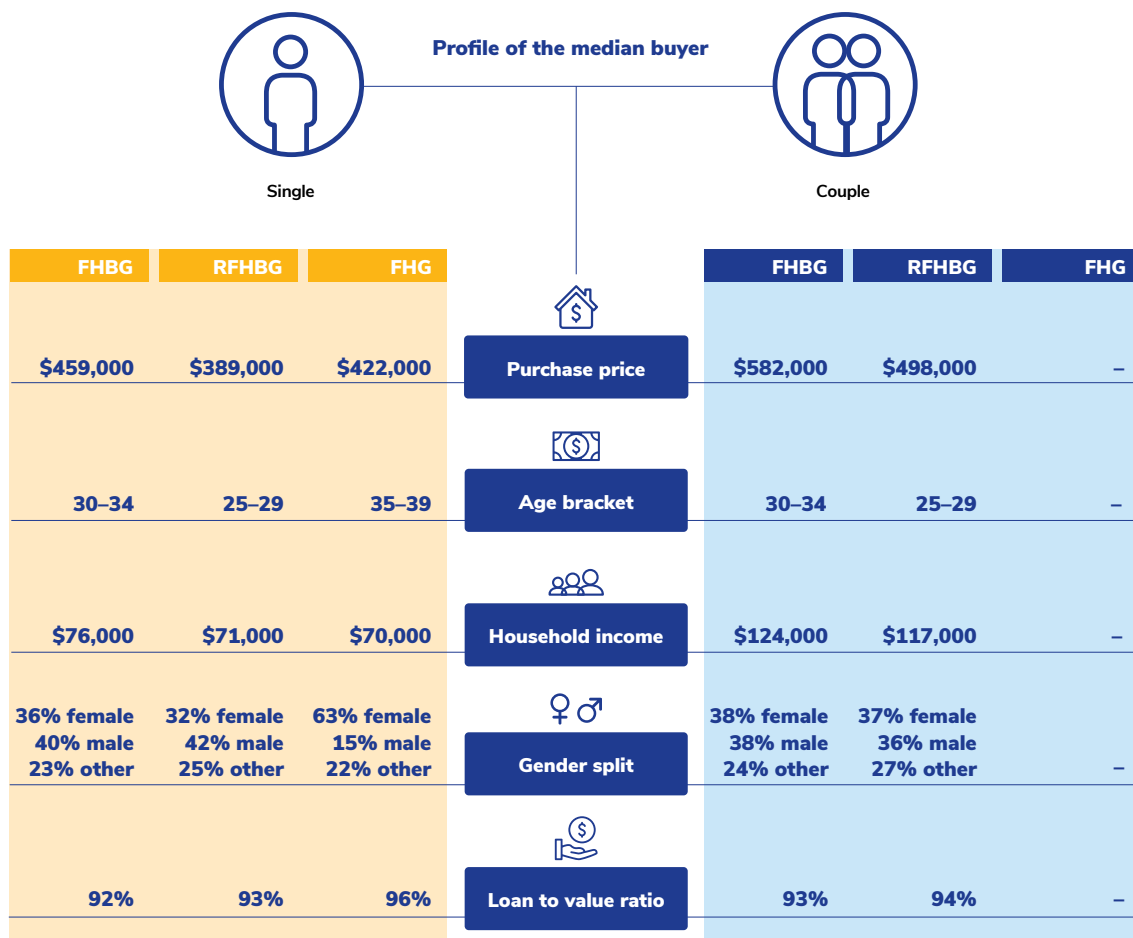 Profile of the median buyer
Single
Couple
FHBG RFHBG FHG
FHBG RFHBG FHG
$459,000 $389,000 $422,000 Purchase price $582,000 $498,000 –
30–34 25–29 35–39 Age bracket 30–34 25–29 –
$76,000 $71,000 $70,000 Household income $124,000 $117,000 –
36% female 32% female 63% female 38% female 37% female
40% male 42% male 15% male 38% male 36% male
23% other 25% other 22% other Gender split 24% other 27% other –
92% 93% 96% Loan to value ratio 93% 94% –